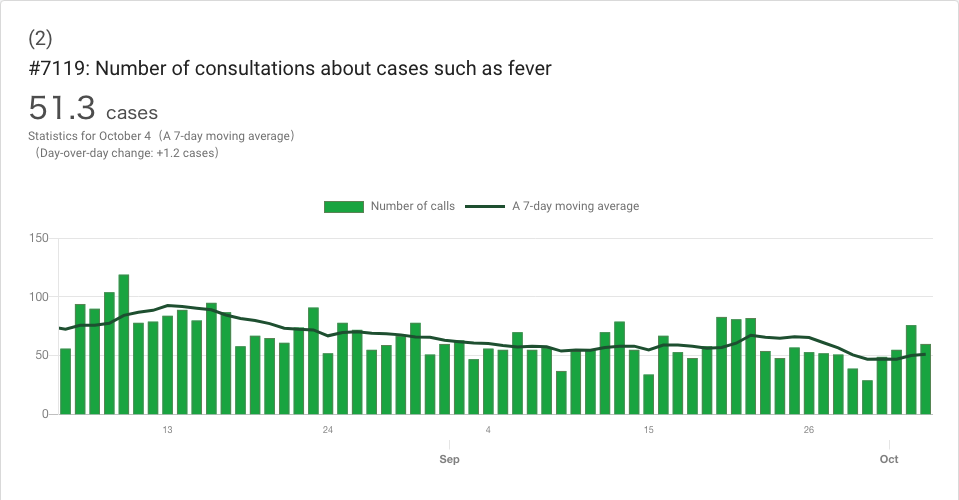 (2)
#7119: Number of consultations about cases such as fever
51.3 cases
Statistics for October 4（A 7-day moving average）
（Day-over-day change: +1.2 cases）
Number of calls A 7-day moving average
150
100
50
0
13 24 4 15 26
Sep Oct